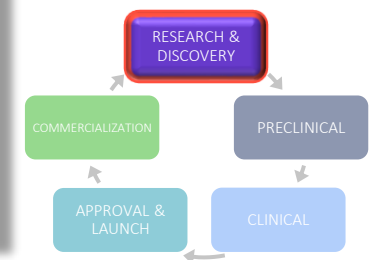 RESEARCH &
DISCOVERY
PRECLINICAL
CLINICAL
APPROVAL &
LAUNCH
COMMERCIALIZATION